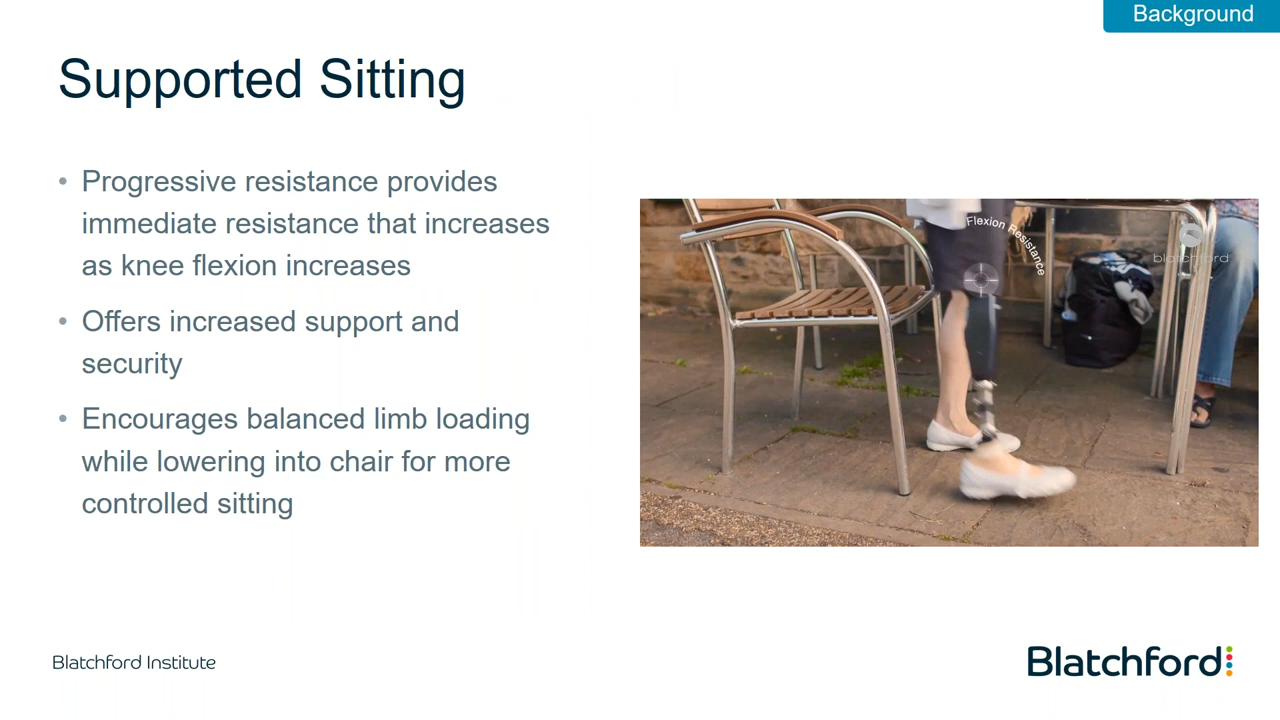 Background
Supported Sitting
• Progressive resistance provides
immediate resistance that increases
as knee flexion increases
• Offers increased support and
security
• Encourages balanced limb loading
while lowering into chair for more
controlled sitting
Flexion Resistance
blatchford
Blatchford Institute
Blatchford